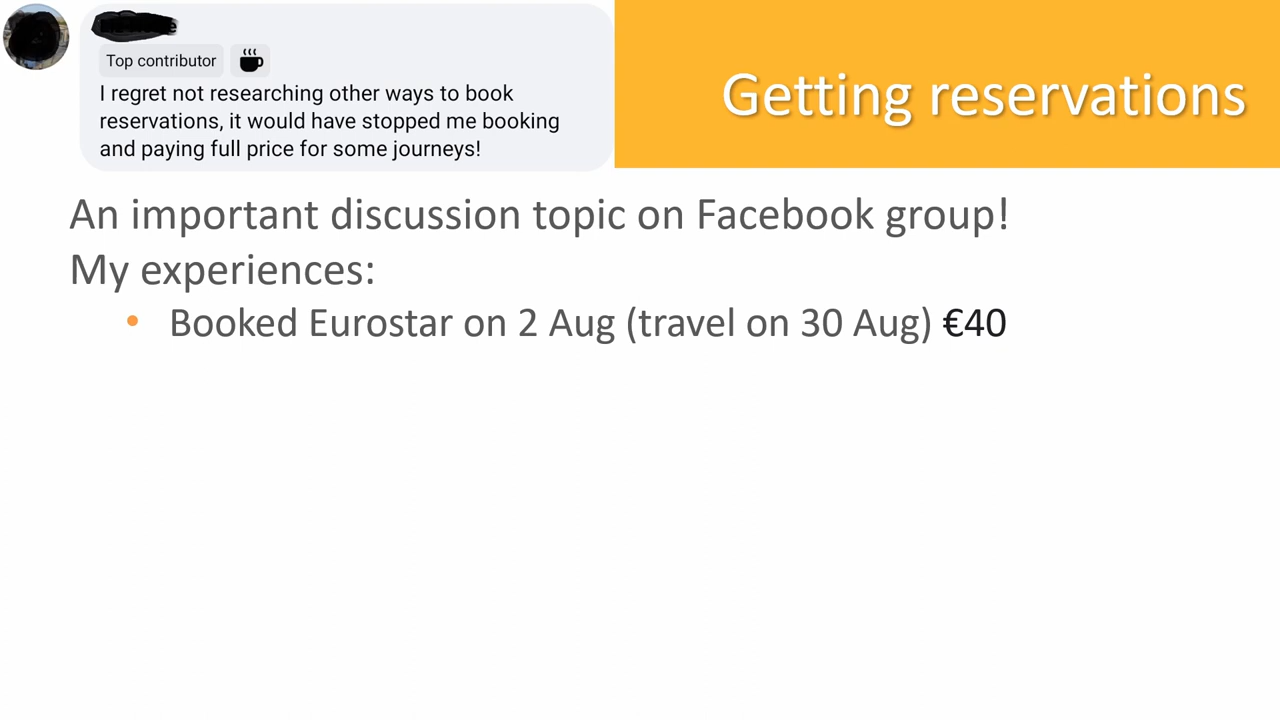 Top contributor
I regret not researching other ways to book
reservations, it would have stopped me booking
and paying full price for some journeys!
Getting reservations
An important discussion topic on Facebook group!
My experiences:
• Booked Eurostar on 2 Aug (travel on 30 Aug) €40